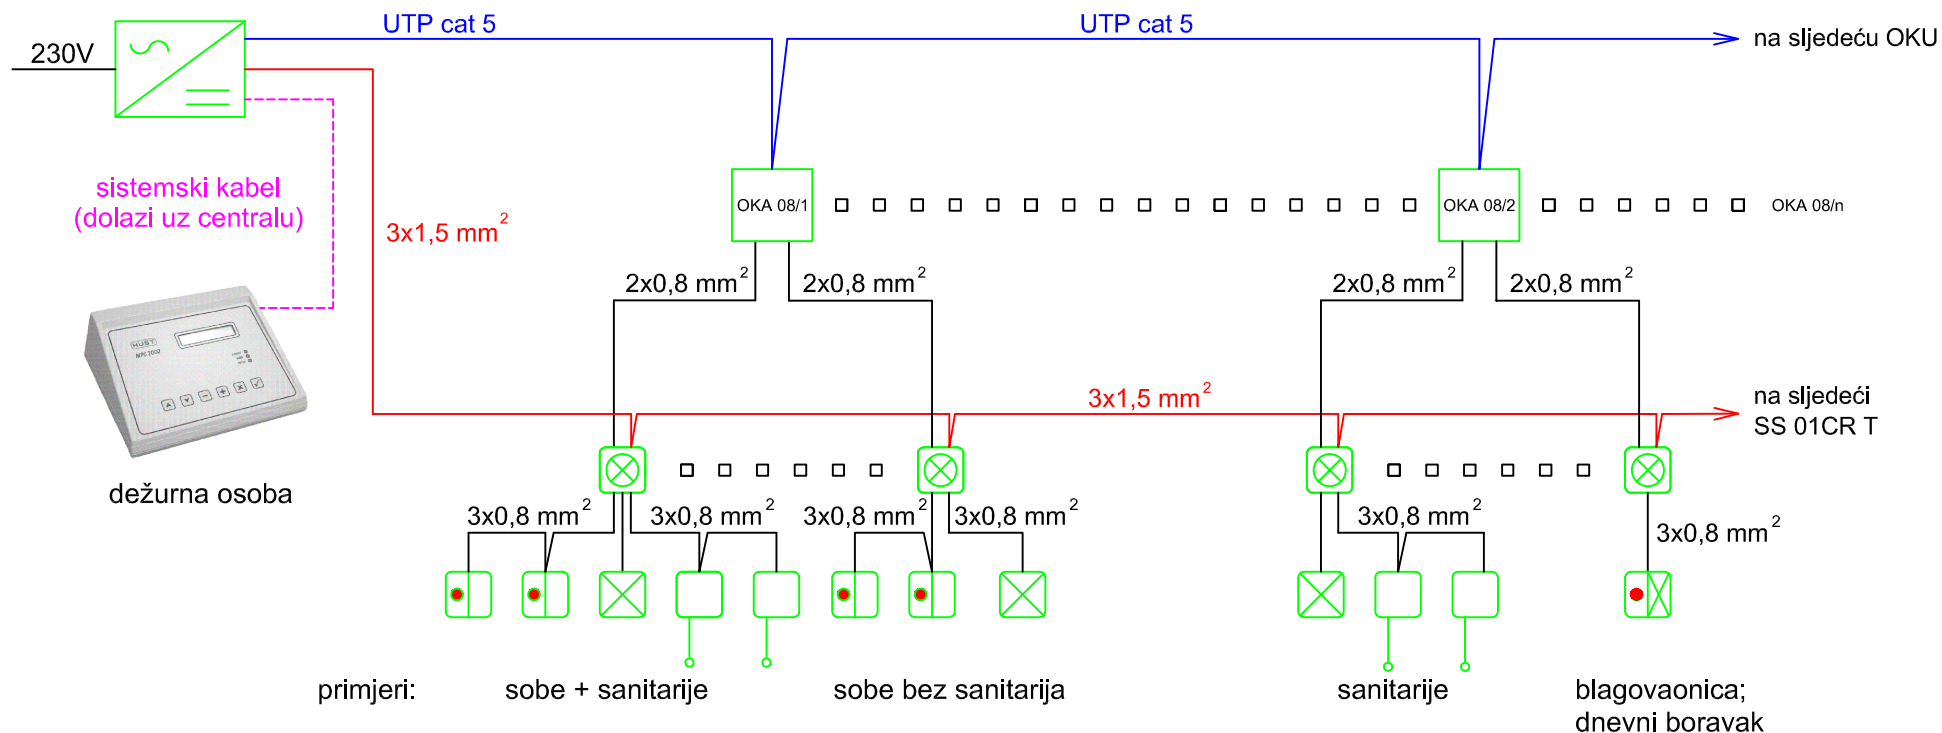 UTP cat 5
UTP cat 5
na sljedeću OKU
230V
sistemski kabel
(dolazi uz centralu)
3x1,5 mm²
OKA 08/1
OKA 08/2
OKA 08/n
2x0,8 mm²
2x0,8 mm²
2x0,8 mm²
2x0,8 mm²
HUST
NPC 2002
3x1,5 mm²
na sljedeći
SS 01CR T
dežurna osoba
3x0,8 mm²
3x0,8 mm²
3x0,8 mm²
3x0,8 mm²
3x0,8 mm²
3x0,8 mm²
primjeri:
sobe + sanitarije
sobe bez sanitarija
sanitarije
blagovaonica;
dnevni boravak